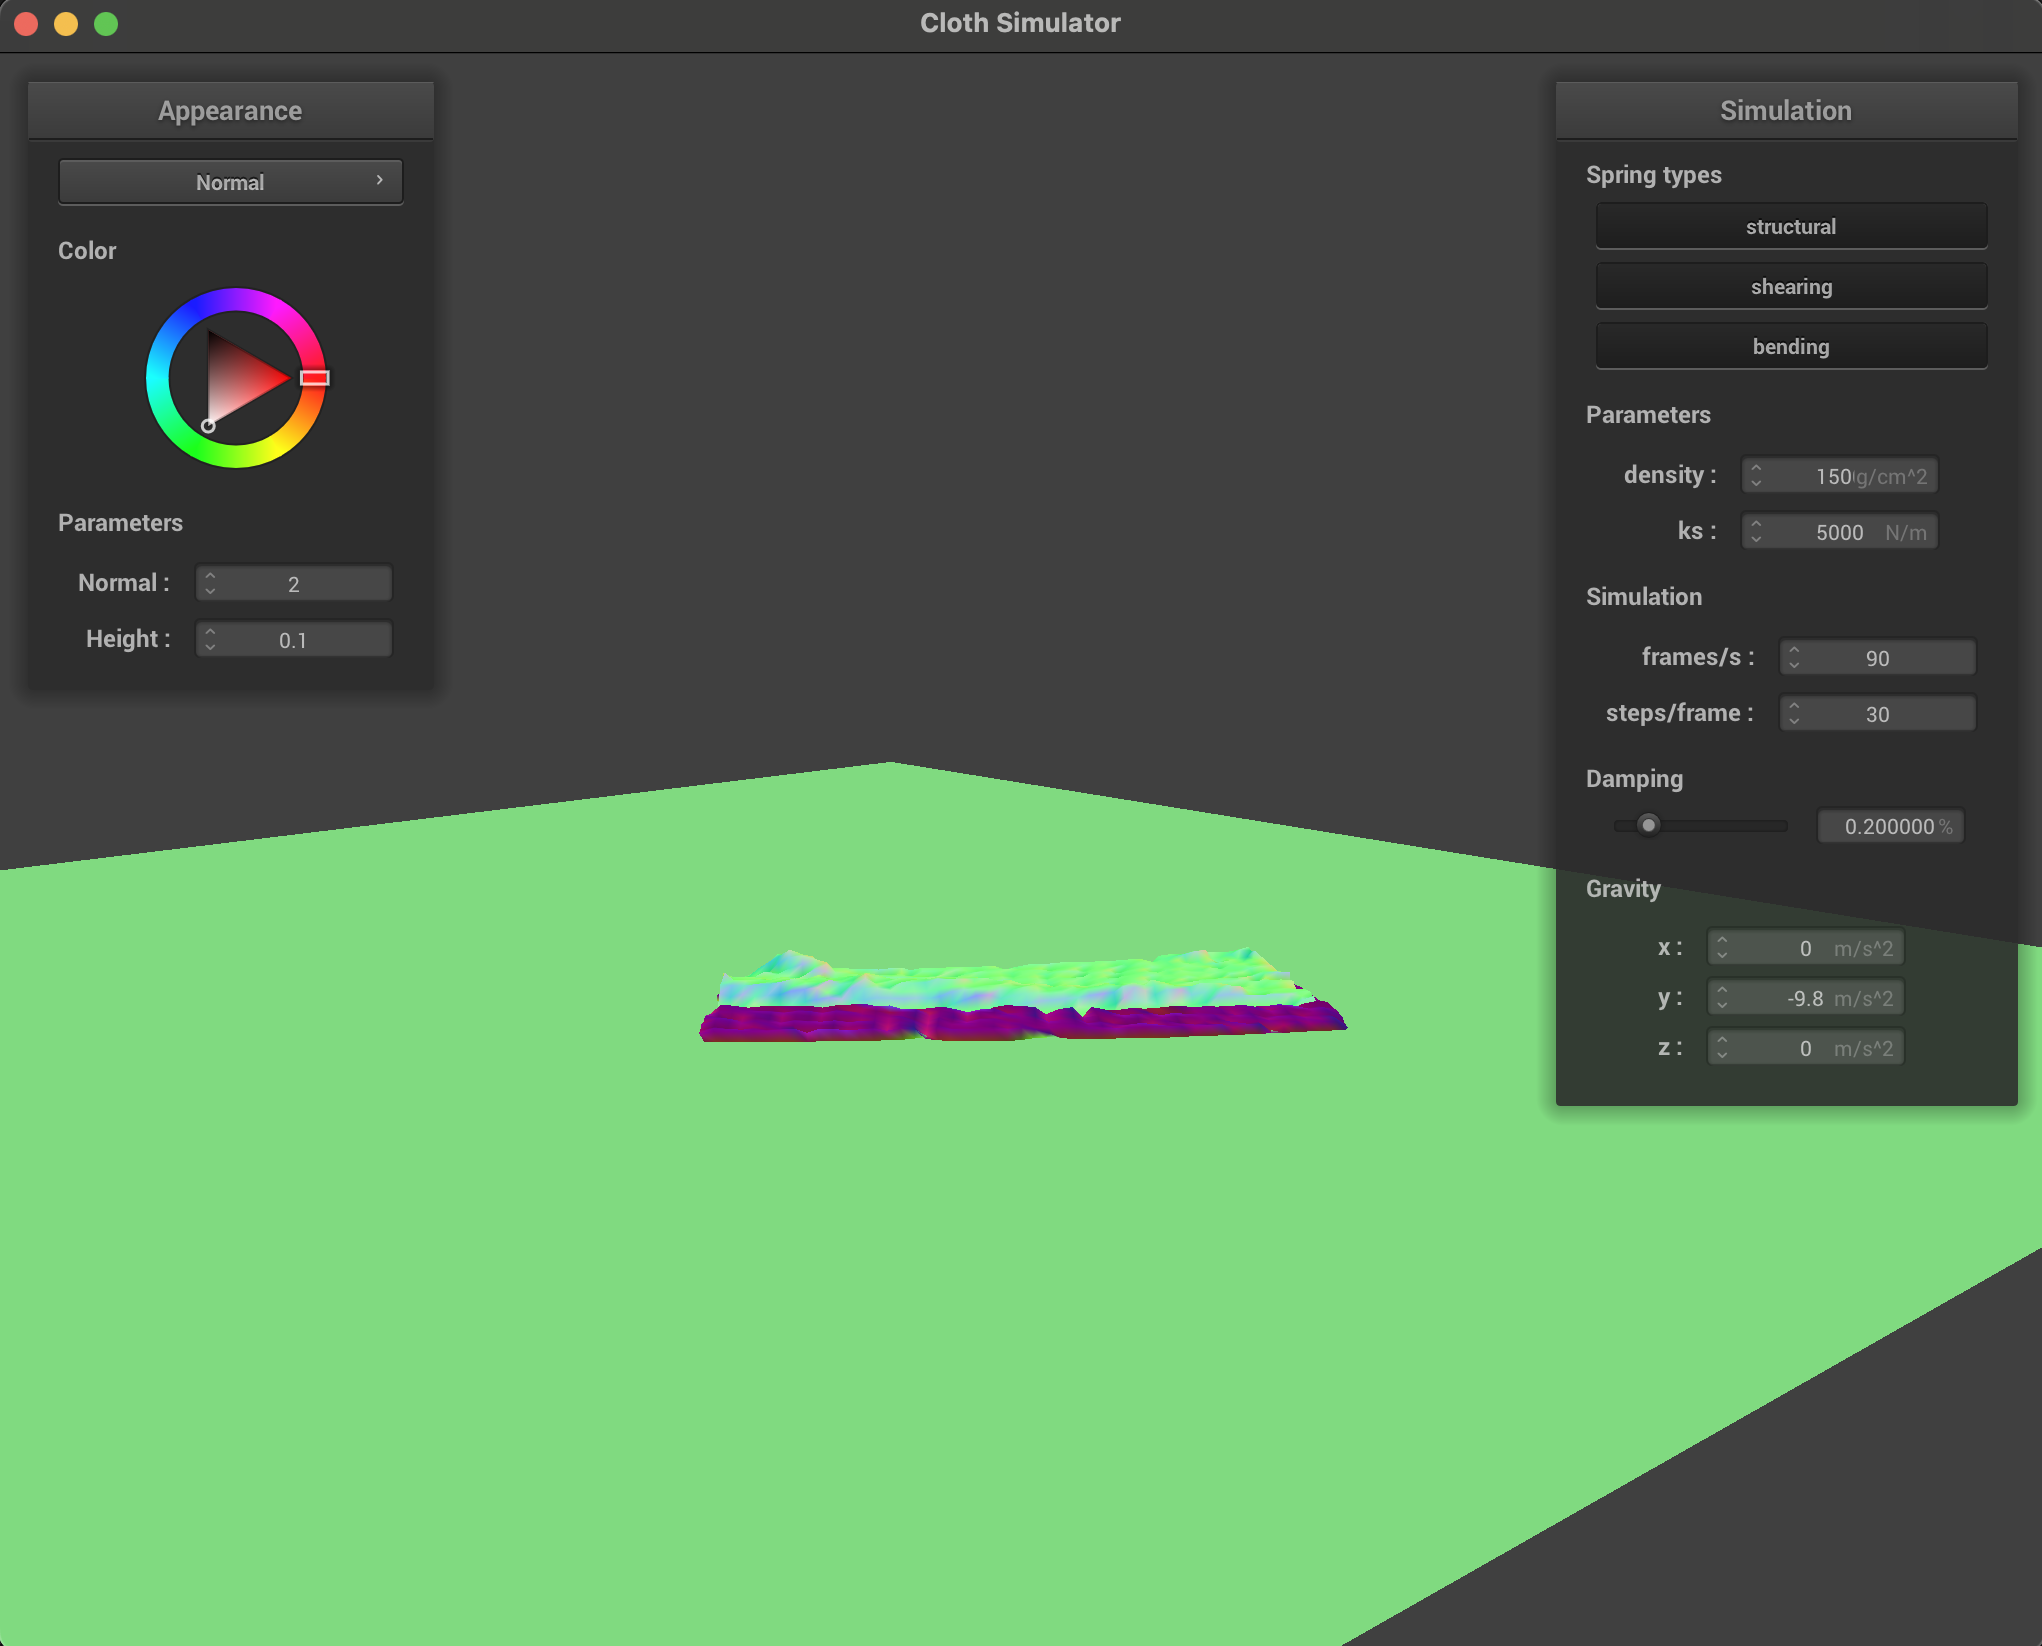 Cloth Simulator
Appearance
Normal
Color
Parameters
Normal : 2
Height : 0.1
Simulation
Spring types
structural
shearing
bending
Parameters
density : 150 g/cm^2
ks : 5000 N/m
Simulation
frames/s : 90
steps/frame : 30
Damping
0.200000 %
Gravity
x : 0 m/s^2
y : -9.8 m/s^2
z : 0 m/s^2